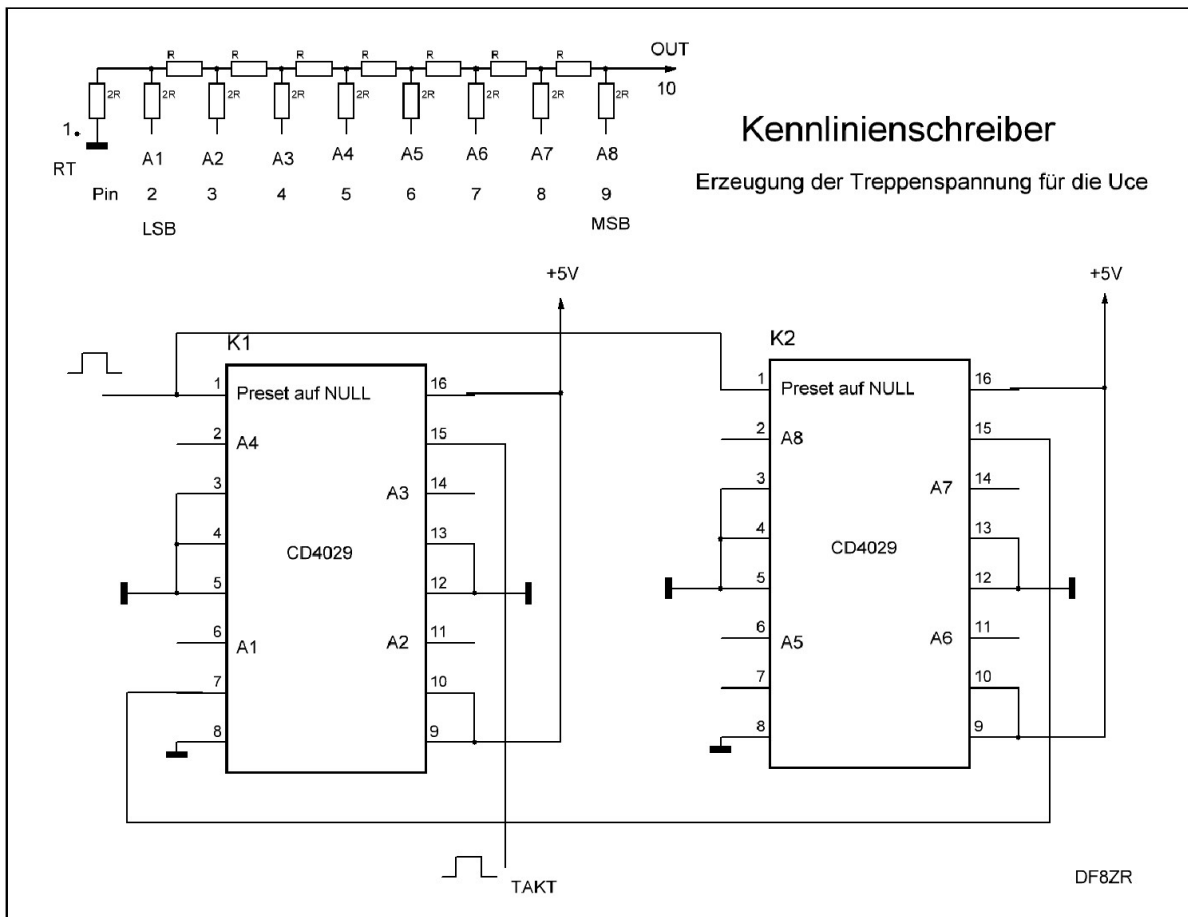 R R R R R R R OUT
2R 2R 2R 2R 2R 2R 2R 2R 2R 10
1.
RT A1 A2 A3 A4 A5 A6 A7 A8
Pin 2 3 4 5 6 7 8 9
LSB MSB
Kennlinienschreiber
Erzeugung der Treppenspannung für die Uce
+5V
K1
1 Preset auf NULL 16
2 A4 15
3 A3 14
4 CD4029 13
5 12
6 A1 A2 11
7 10
8 9
TAKT
+5V
K2
1 Preset auf NULL 16
2 A8 15
3 A7 14
4 CD4029 13
5 12
6 A5 A6 11
7 10
8 9
DF8ZR